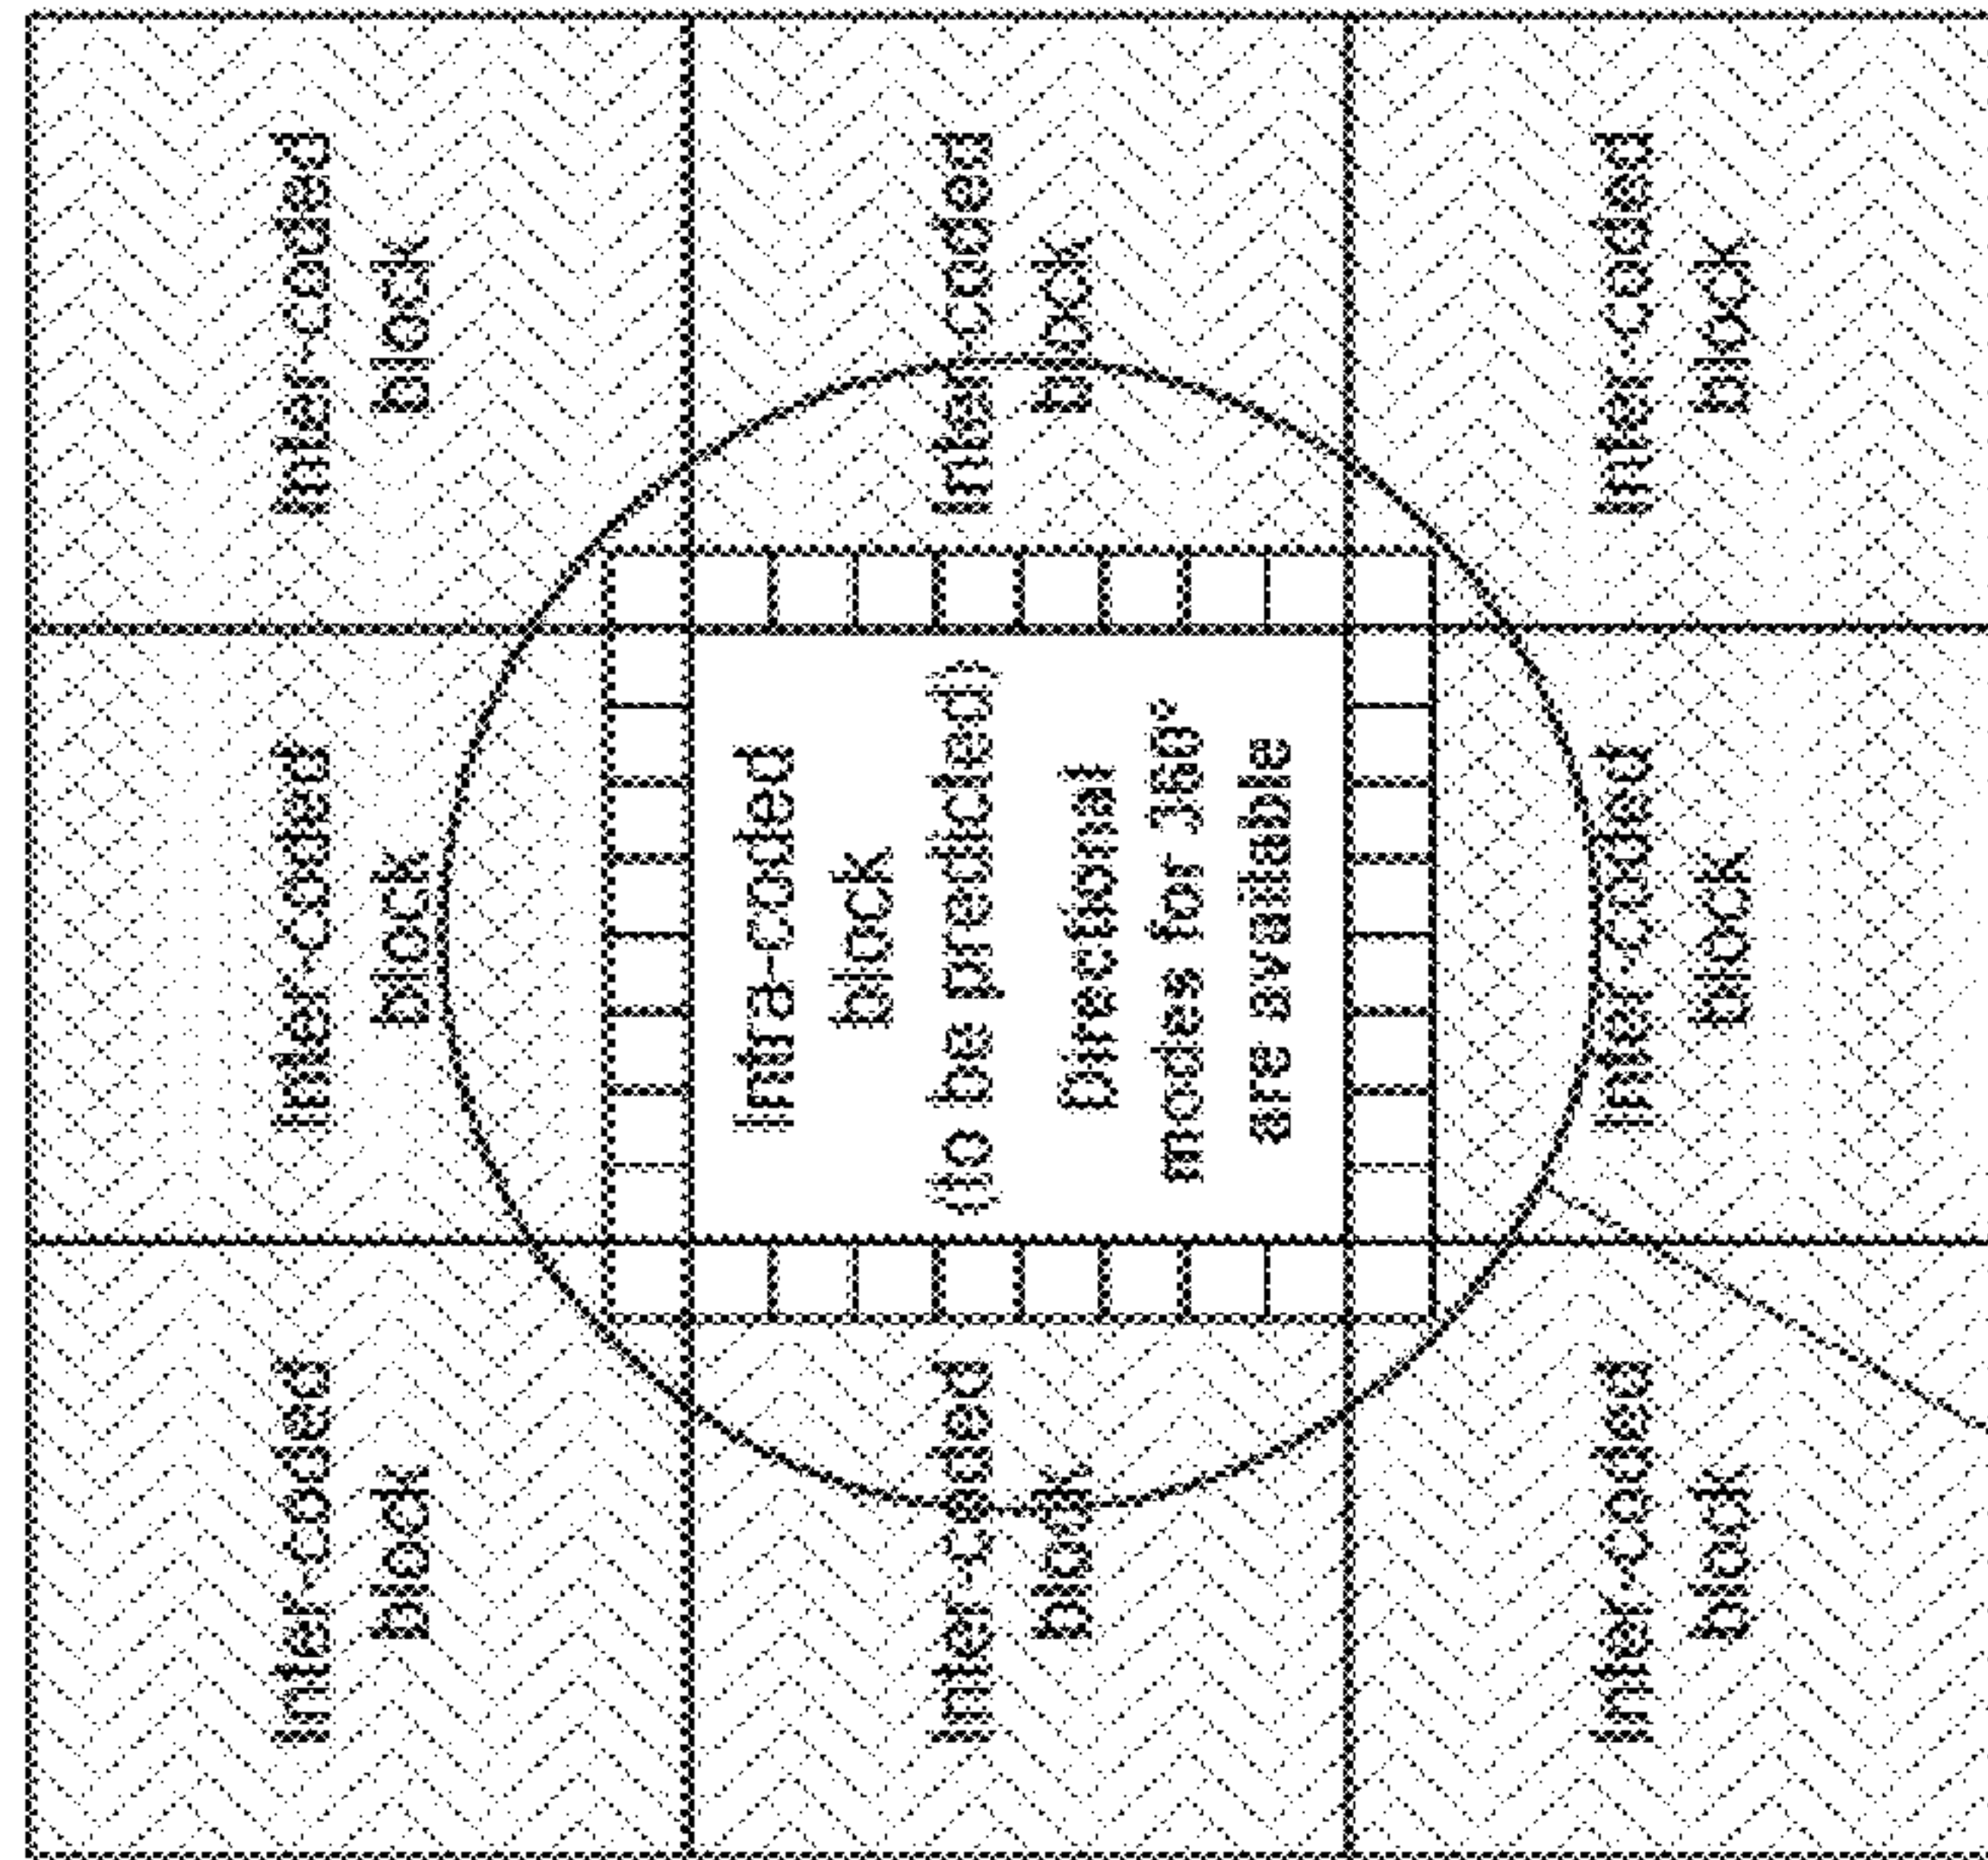 Inter-coded
block
Inter-coded
block
Inter-coded
block
Inter-coded
block
Intra-coded
block
(to be predicted)
Directional
modes for 360°
are available
Inter-coded
block
Inter-coded
block
Inter-coded
block
Inter-coded
block